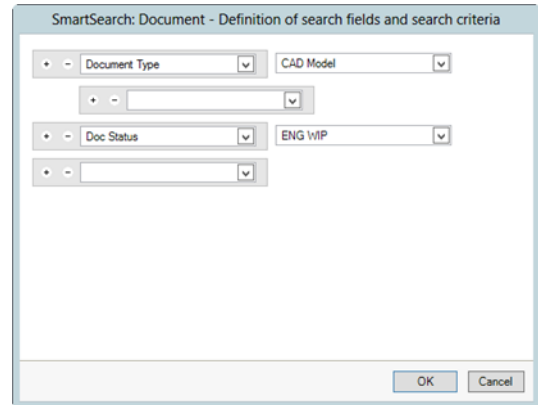 SmartSearch: Document - Definition of search fields and search criteria
+ - Document Type CAD Model
+ -
+ - Doc Status ENG WIP
+ -
OK Cancel